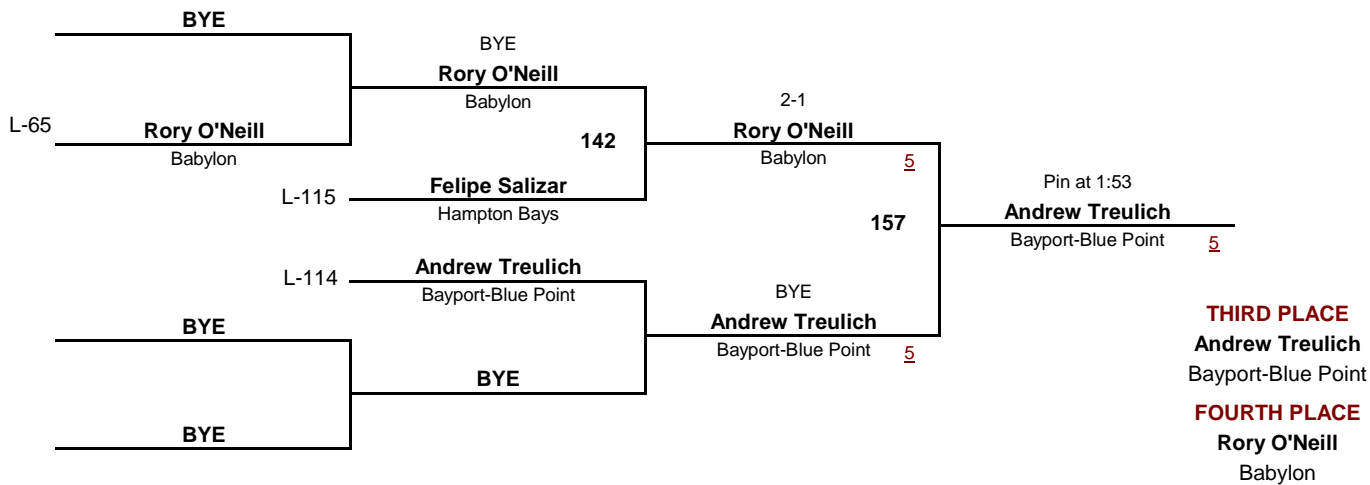 BYE
BYE
Rory O'Neill
Babylon
L-65
Rory O'Neill
Babylon
142
2-1
Rory O'Neill
Babylon
5
L-115
Felipe Salizar
Hampton Bays
157
Pin at 1:53
Andrew Treulich
Bayport-Blue Point
5
L-114
Andrew Treulich
Bayport-Blue Point
BYE
BYE
Andrew Treulich
Bayport-Blue Point
5
BYE
BYE
THIRD PLACE
Andrew Treulich
Bayport-Blue Point
FOURTH PLACE
Rory O'Neill
Babylon